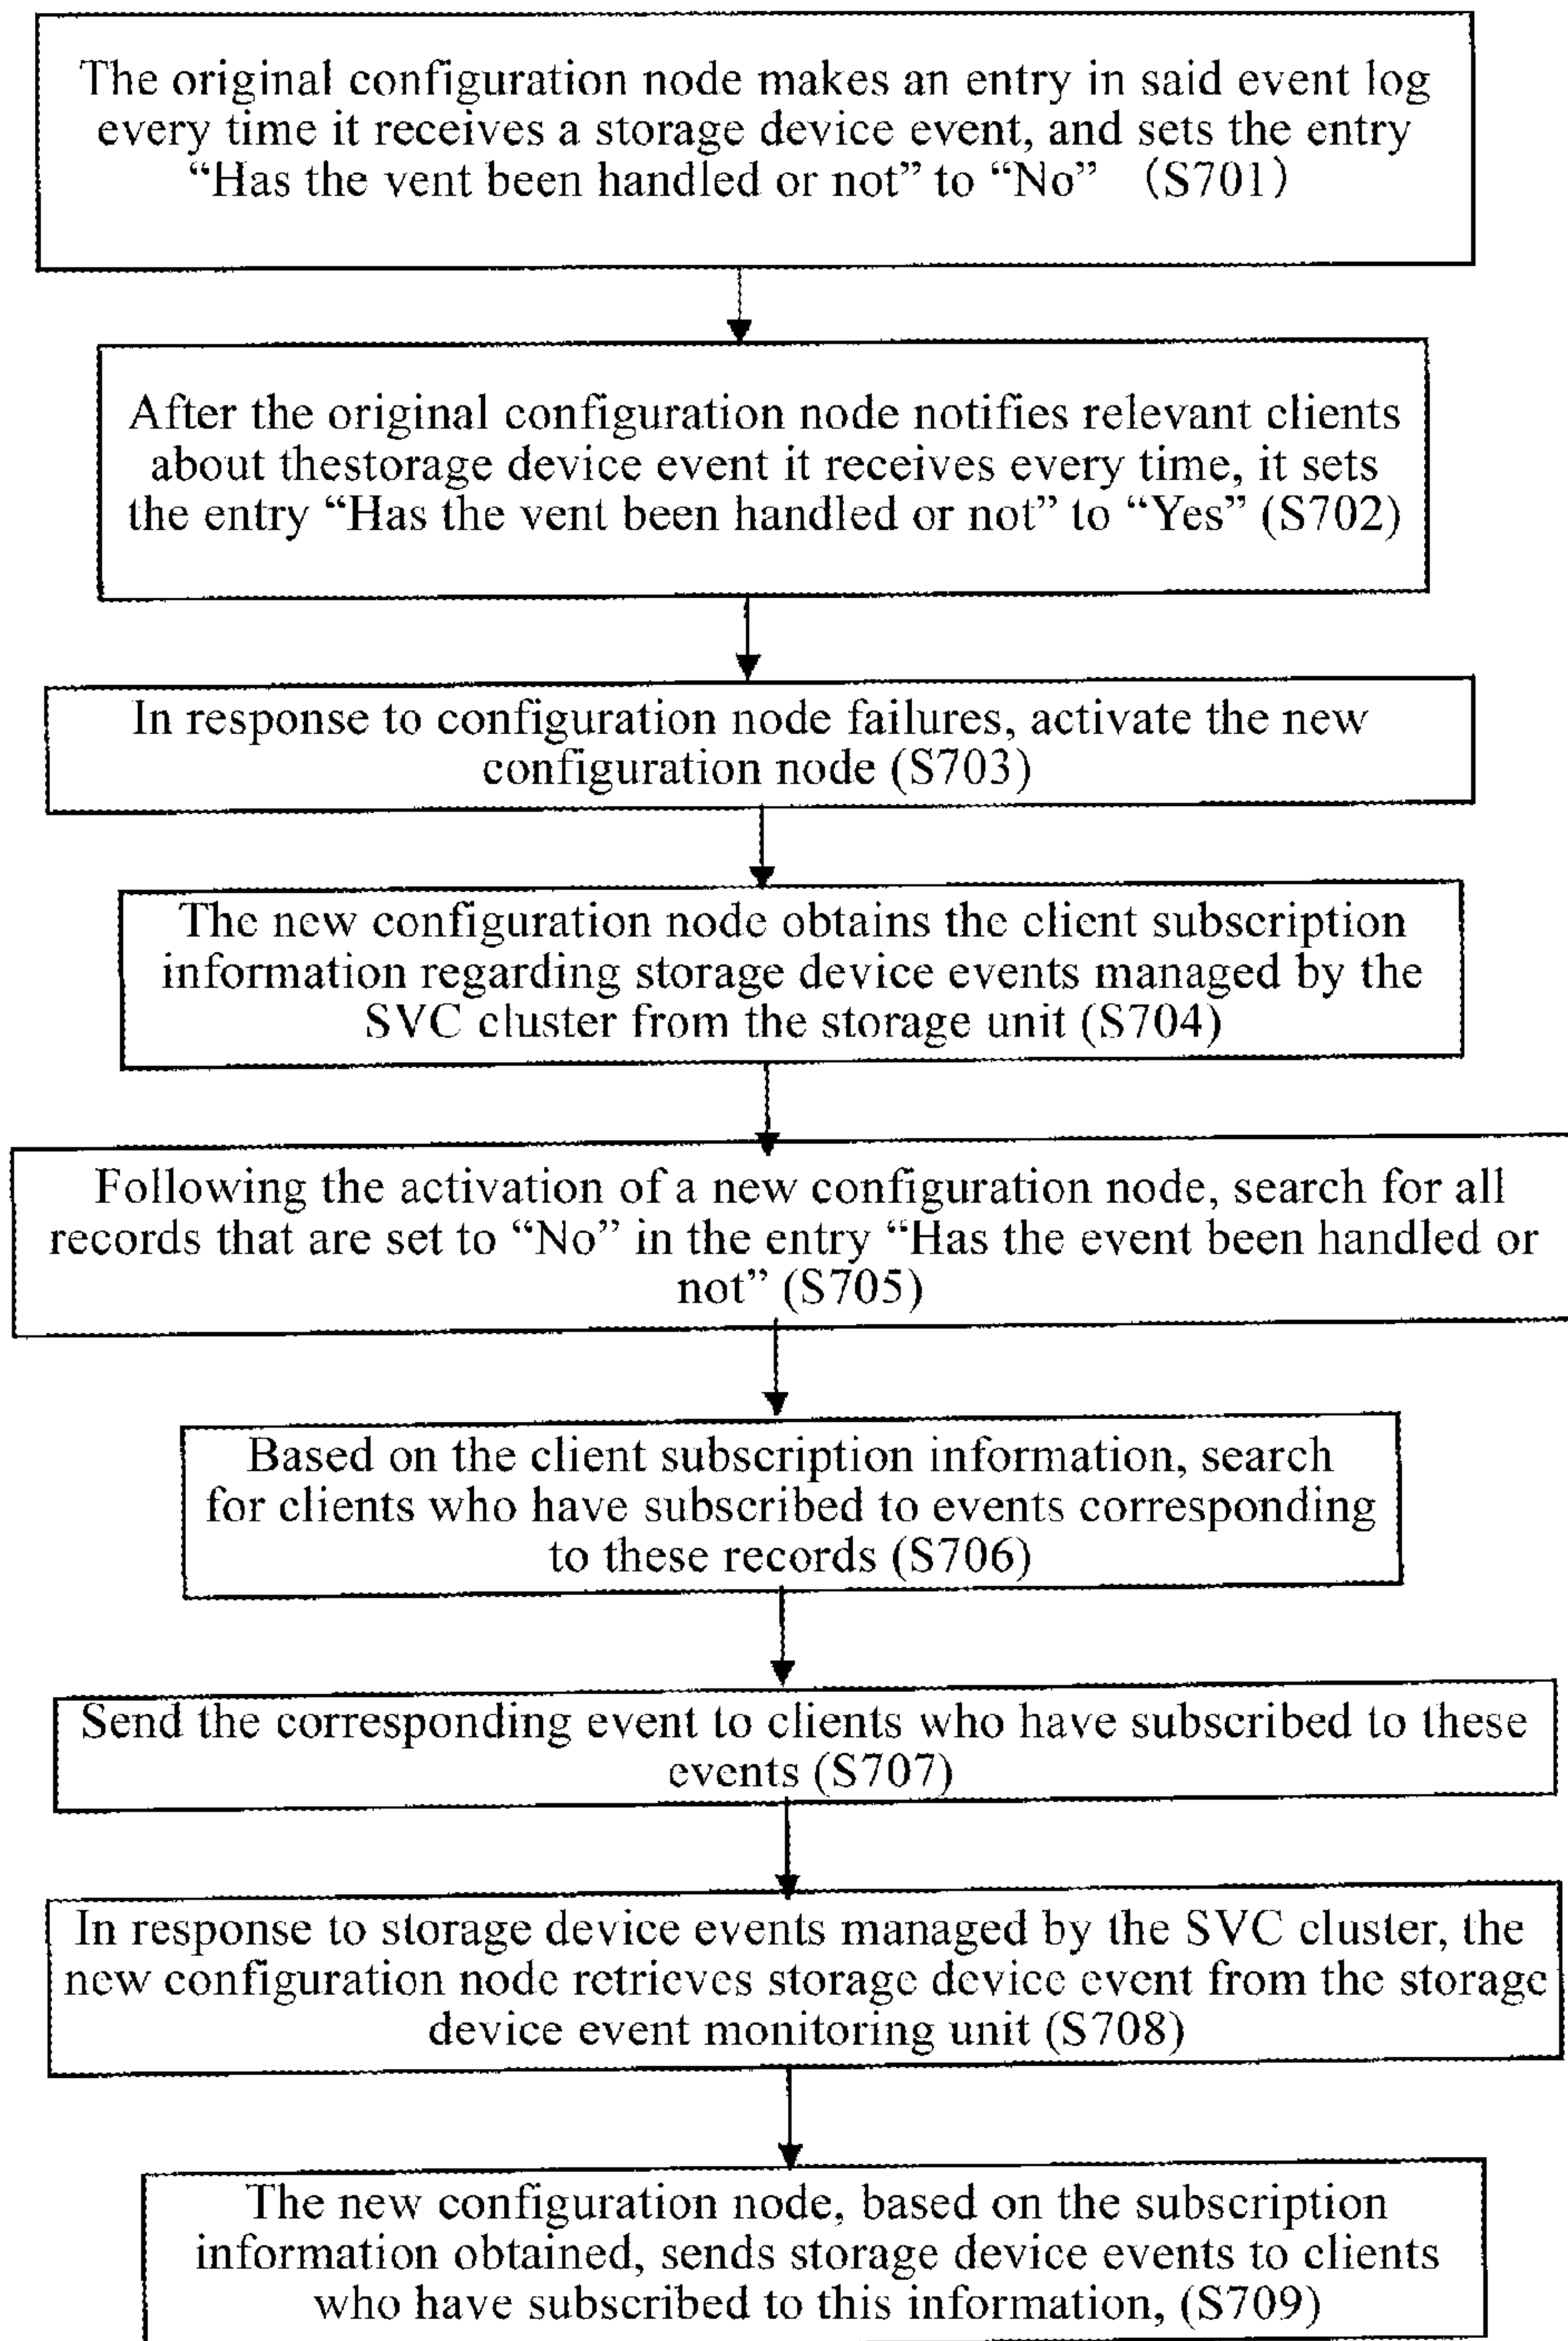 The original configuration node makes an entry in said event log
every time it receives a storage device event, and sets the entry
“Has the vent been handled or not” to “No” (S701)
After the original configuration node notifies relevant clients
about thestorage device event it receives every time, it sets
the entry “Has the vent been handled or not” to “Yes” (S702)
In response to configuration node failures, activate the new
configuration node (S703)
The new configuration node obtains the client subscription
information regarding storage device events managed by the
SVC cluster from the storage unit (S704)
Following the activation of a new configuration node, search for all
records that are set to “No” in the entry “Has the event been handled or
not” (S705)
Based on the client subscription information, search
for clients who have subscribed to events corresponding
to these records (S706)
Send the corresponding event to clients who have subscribed to these
events (S707)
In response to storage device events managed by the SVC cluster, the
new configuration node retrieves storage device event from the storage
device event monitoring unit (S708)
The new configuration node, based on the subscription
information obtained, sends storage device events to clients
who have subscribed to this information, (S709)